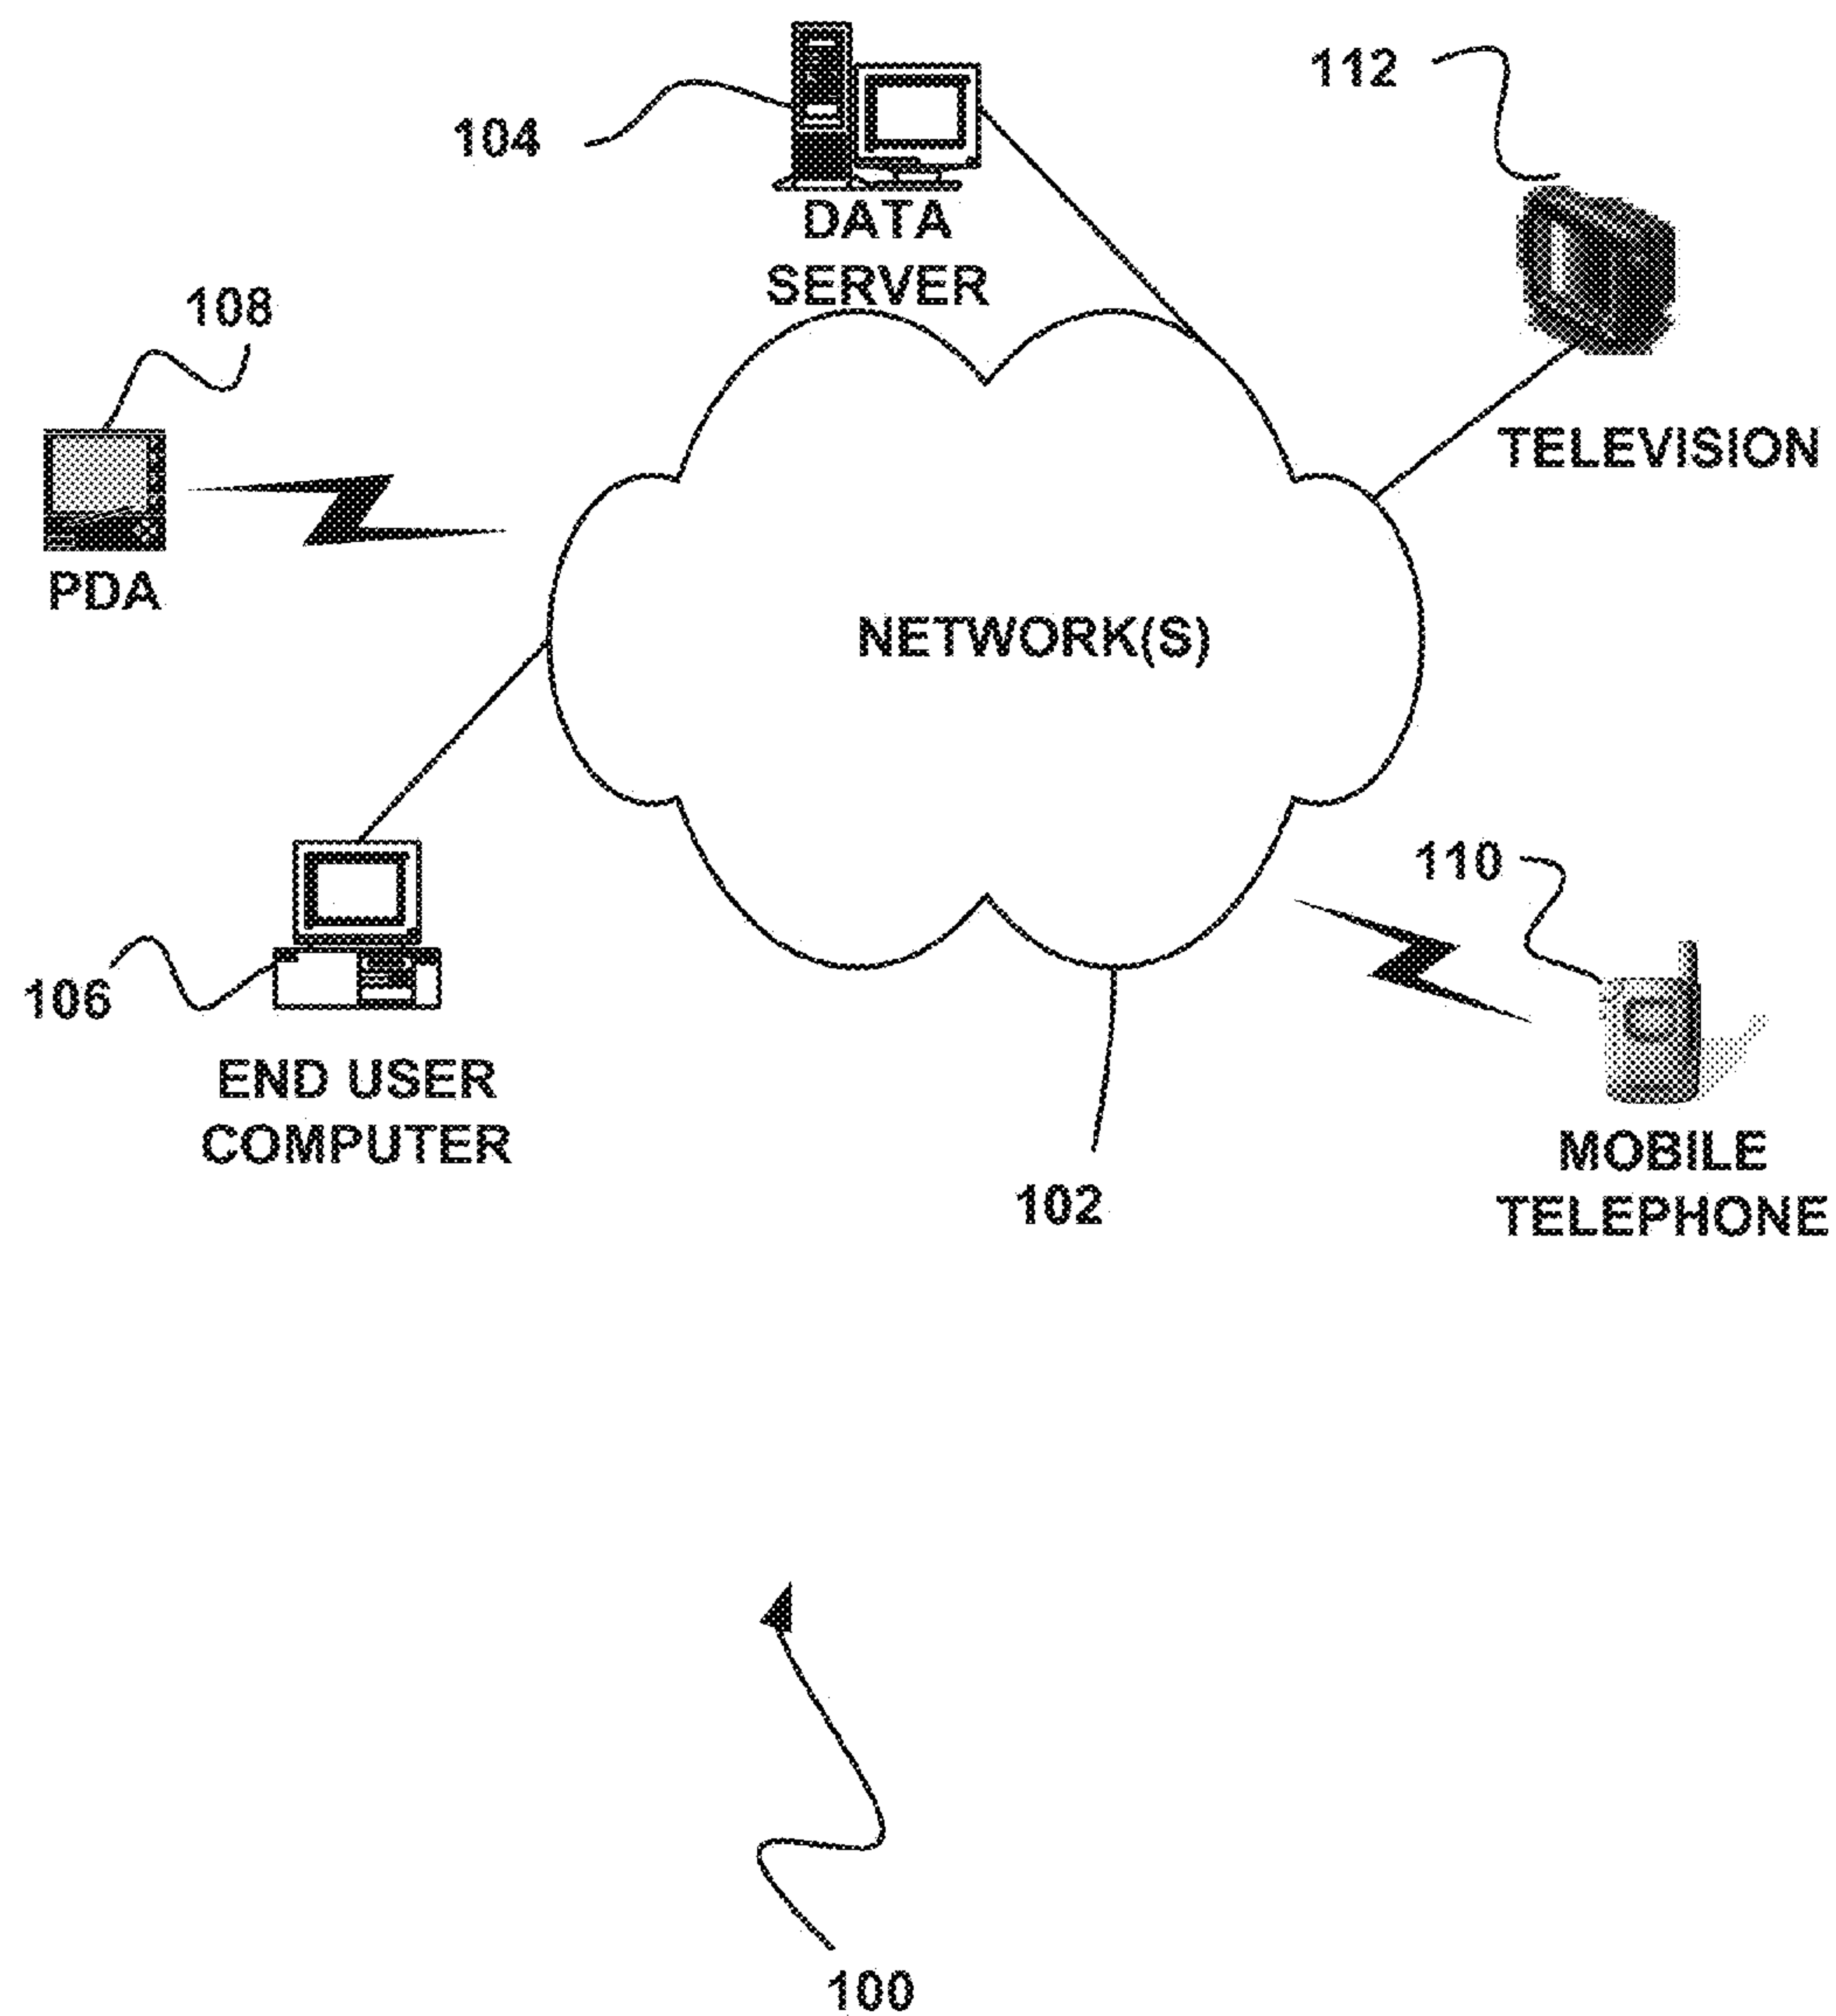 112
104
DATA
SERVER
108
TELEVISION
PDA
NETWORK(S)
110
106
END USER
COMPUTER
MOBILE
TELEPHONE
102
100